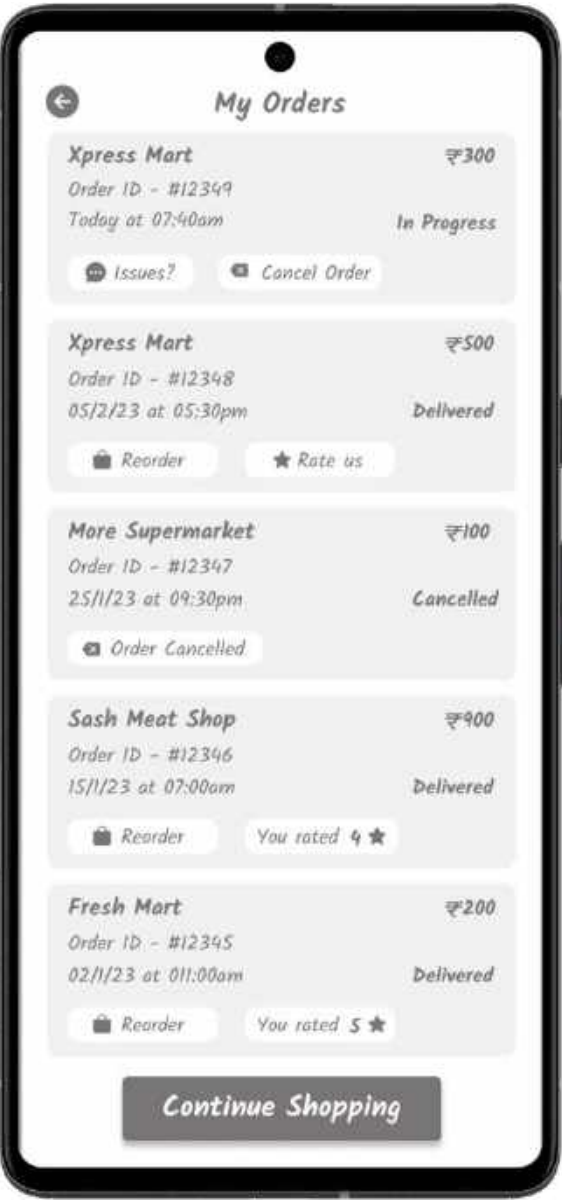 My Orders
Xpress Mart ₹300
Order ID - #12349
Today at 07:40am In Progress
Issues? Cancel Order
Xpress Mart ₹500
Order ID - #12348
05/2/23 at 05:30pm Delivered
Reorder Rate us
More Supermarket ₹100
Order ID - #12347
25/1/23 at 09:30pm Cancelled
Order Cancelled
Sash Meat Shop ₹900
Order ID - #12346
15/1/23 at 07:00am Delivered
Reorder You rated 4
Fresh Mart ₹200
Order ID - #12345
02/1/23 at 011:00am Delivered
Reorder You rated 5
Continue Shopping